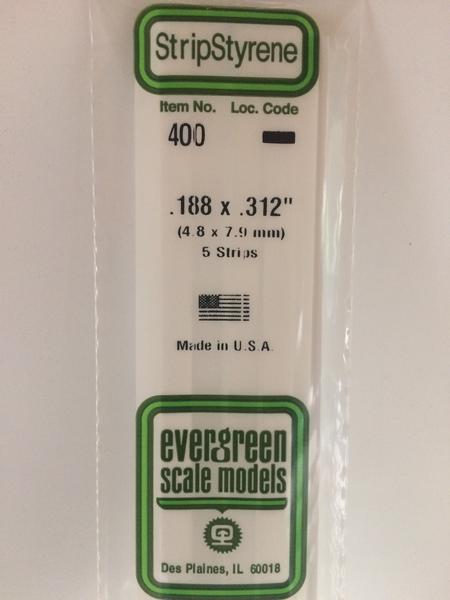 StripStyrene
Item No. Loc. Code
400
.188 x .312"
(4.8 x 7.9 mm)
5 Strips
Made in U.S.A.
evergreen
scale models
Des Plaines, IL 60018